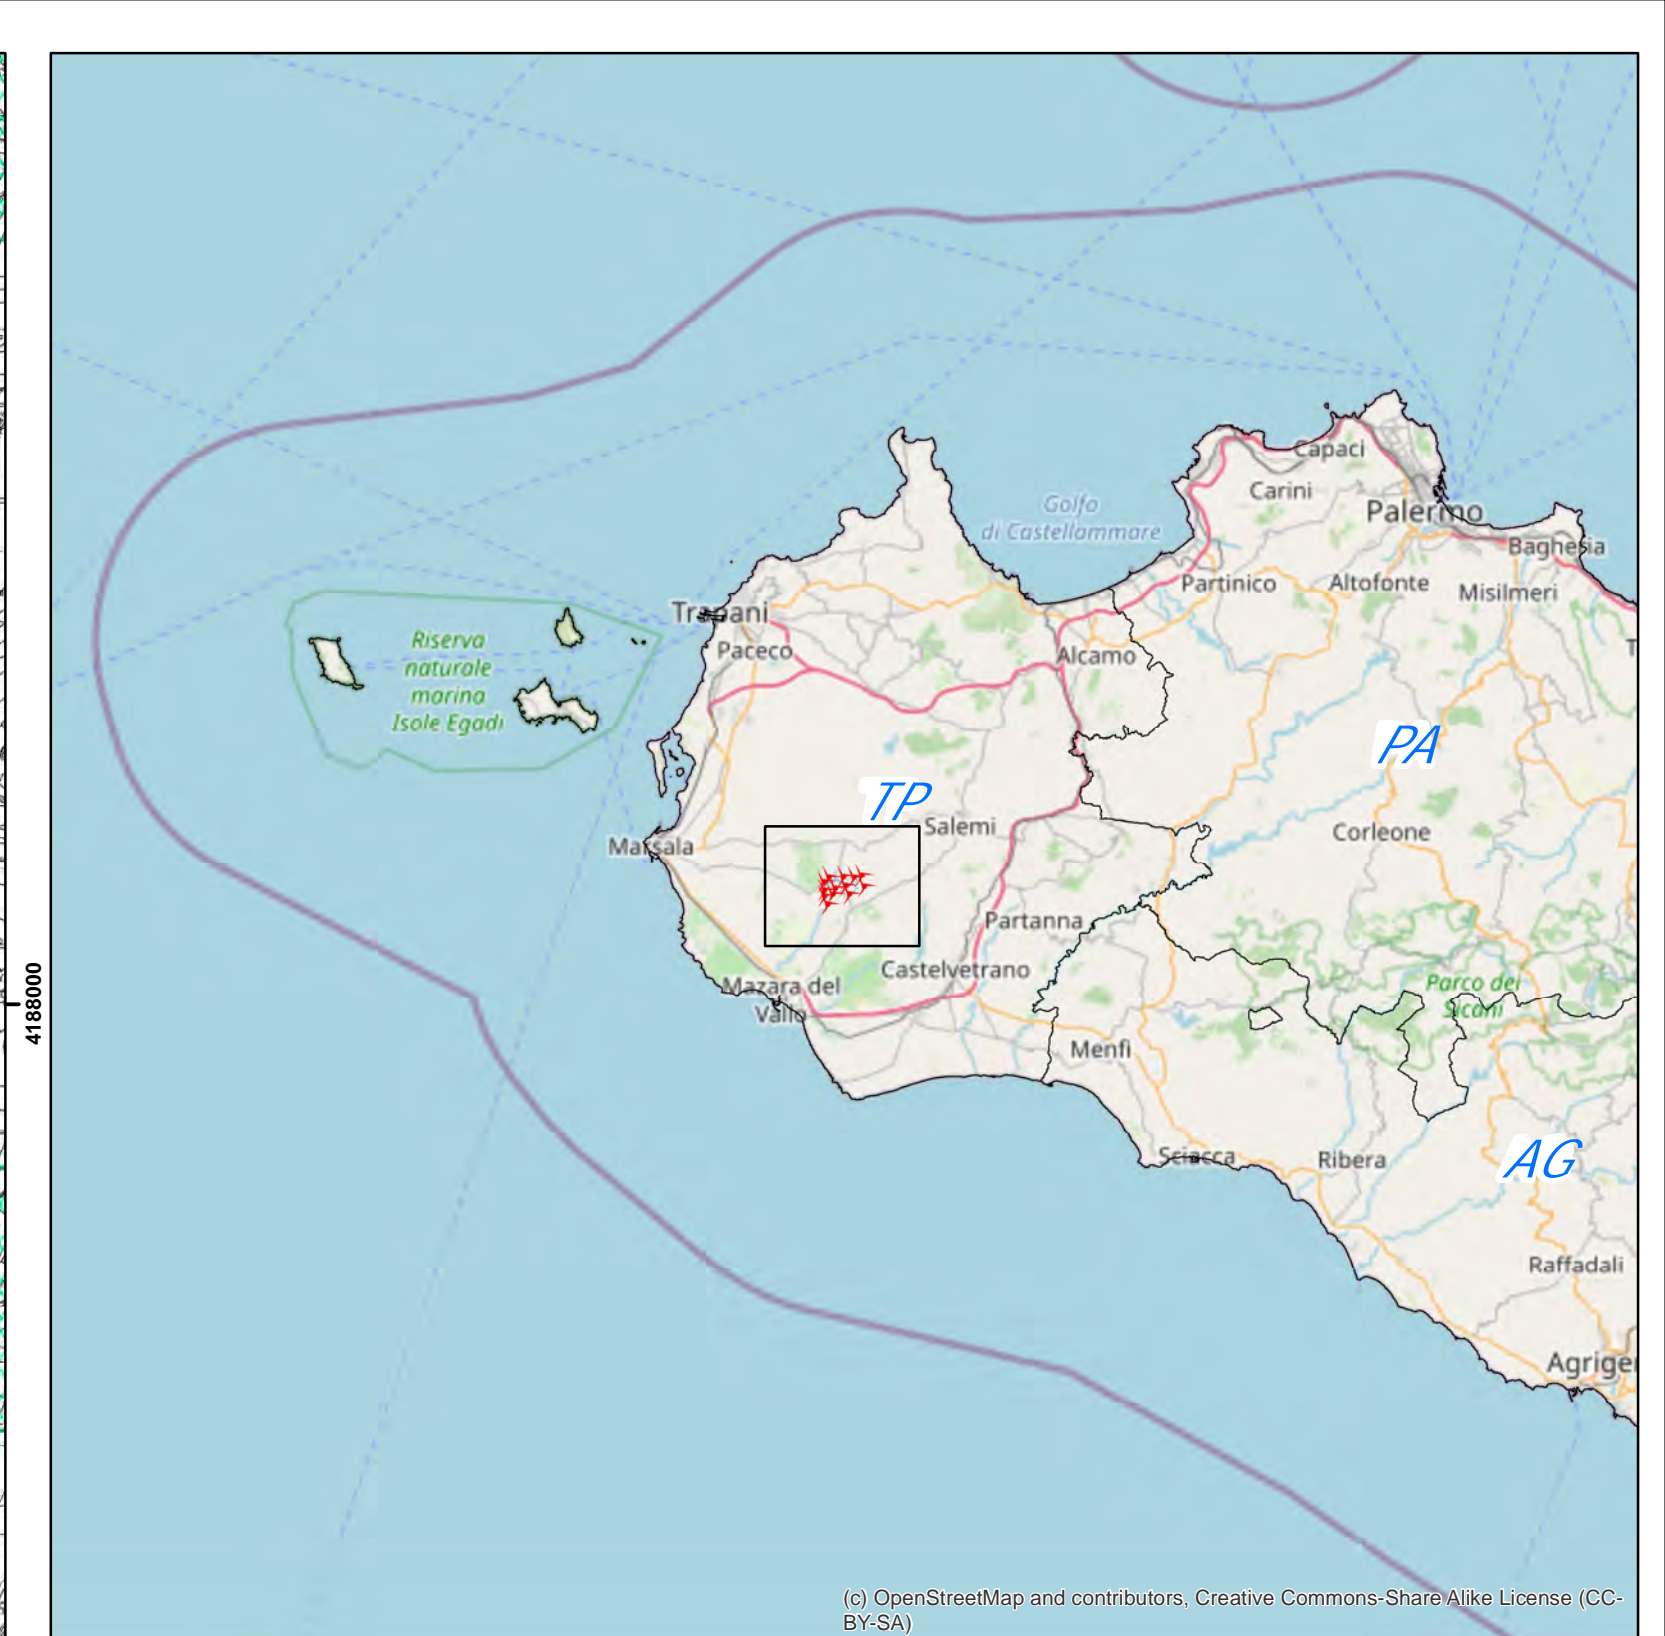 Capaci
Carini
Palermo
Golfo
di Castellammare
Bagheria
Partinico
Altofonte
Misilmeri
Trapani
Riserva
naturale
marina
Isole Egadi
Paceco
Alcamo
T
PA
TP
Salemi
Corleone
Marsala
Partanna
Castelvetrano
Mazara del
Vallo
Parco dei
Sicani
4188000
Menfi
Sciacca
Ribera
AG
Raffadali
Agriger
(c) OpenStreetMap and contributors, Creative Commons-Share Alike License (CC-
BY-SA)